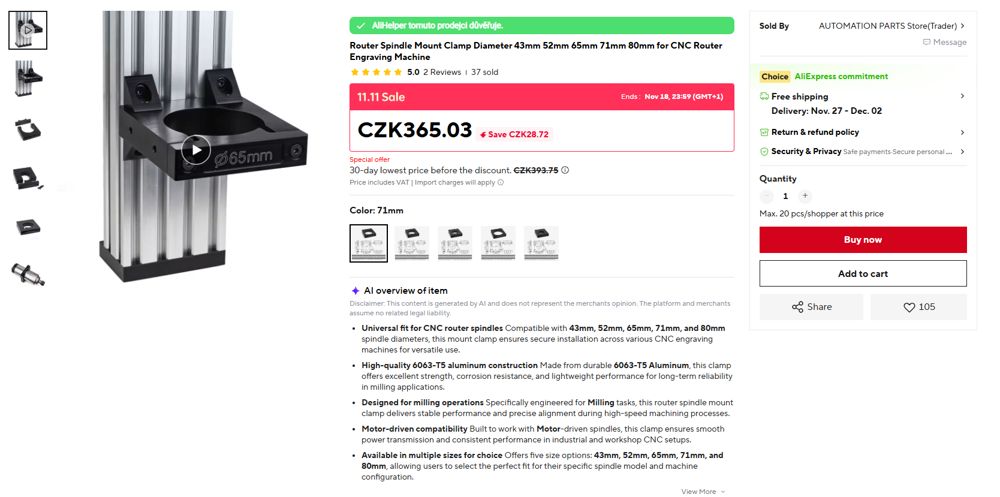 AliHelper tomuto prodejci důvěřuje.
Router Spindle Mount Clamp Diameter 43mm 52mm 65mm 71mm 80mm for CNC Router
Engraving Machine
5.0 2 Reviews | 37 sold
11.11 Sale
Ends: Nov 18, 23:59 (GMT+1)
CZK365.03 Save CZK28.72
Special offer
30-day lowest price before the discount. CZK393.75
Price includes VAT | Import charges will apply
Color: 71mm
AI overview of item
Disclaimer: This content is generated by AI and does not represent the merchants opinion. The platform and merchants
assume no related legal liability.
• Universal fit for CNC router spindles Compatible with 43mm, 52mm, 65mm, 71mm, and 80mm
spindle diameters, this mount clamp ensures secure installation across various CNC engraving
machines for versatile use.
• High-quality 6063-T5 aluminum construction Made from durable 6063-T5 Aluminum, this clamp
offers excellent strength, corrosion resistance, and lightweight performance for long-term reliability
in milling applications.
• Designed for milling operations Specifically engineered for Milling tasks, this router spindle mount
clamp delivers stable performance and precise alignment during high-speed machining processes.
• Motor-driven compatibility Built to work with Motor-driven spindles, this clamp ensures smooth
power transmission and consistent performance in industrial and workshop CNC setups.
• Available in multiple sizes for choice Offers five size options: 43mm, 52mm, 65mm, 71mm, and
80mm, allowing users to select the perfect fit for their specific spindle model and machine
configuration.
View More
Ø65mm
Sold By AUTOMATION PARTS Store(Trader)
Message
Choice AliExpress commitment
Free shipping
Delivery: Nov. 27 - Dec. 02
Return & refund policy
Security & Privacy Safe payments·Secure personal ...
Quantity
- 1 +
Max. 20 pcs/shopper at this price
Buy now
Add to cart
Share
105